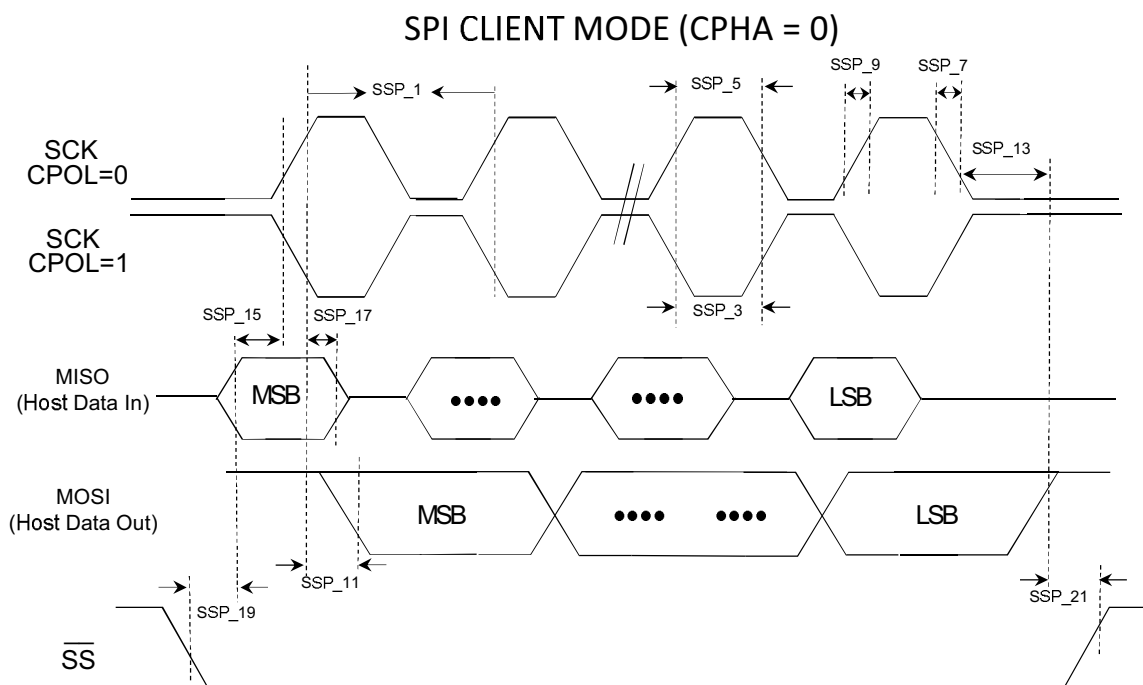 SPI CLIENT MODE (CPHA = 0)
SSP_1
SSP_5
SSP_9
SSP_7
SCK
CPOL=0
SSP_13
SCK
CPOL=1
SSP_15
SSP_17
SSP_3
MISO
(Host Data In)
MSB
••••
••••
LSB
MOSI
(Host Data Out)
MSB
•••• ••••
LSB
SSP_11
SSP_19
SSP_21
SS